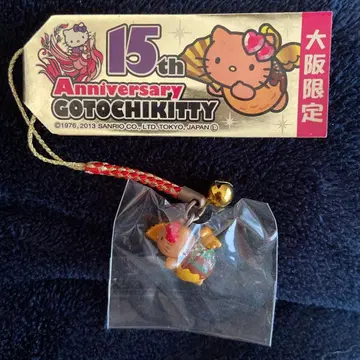 15th
Anniversary
GOTOCHIKITTY
©1976, 2013 SANRIO CO., LTD. TOKYO, JAPAN Ⓛ
大阪限定